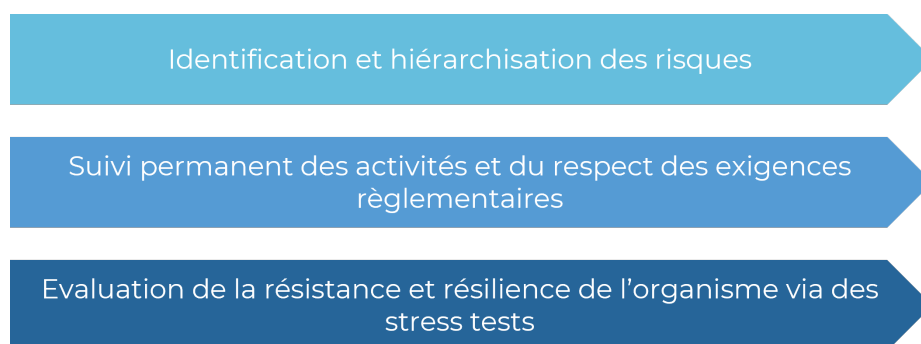 Identification et hiérarchisation des risques
Suivi permanent des activités et du respect des exigences
règlementaires
Evaluation de la résistance et résilience de l’organisme via des
stress tests